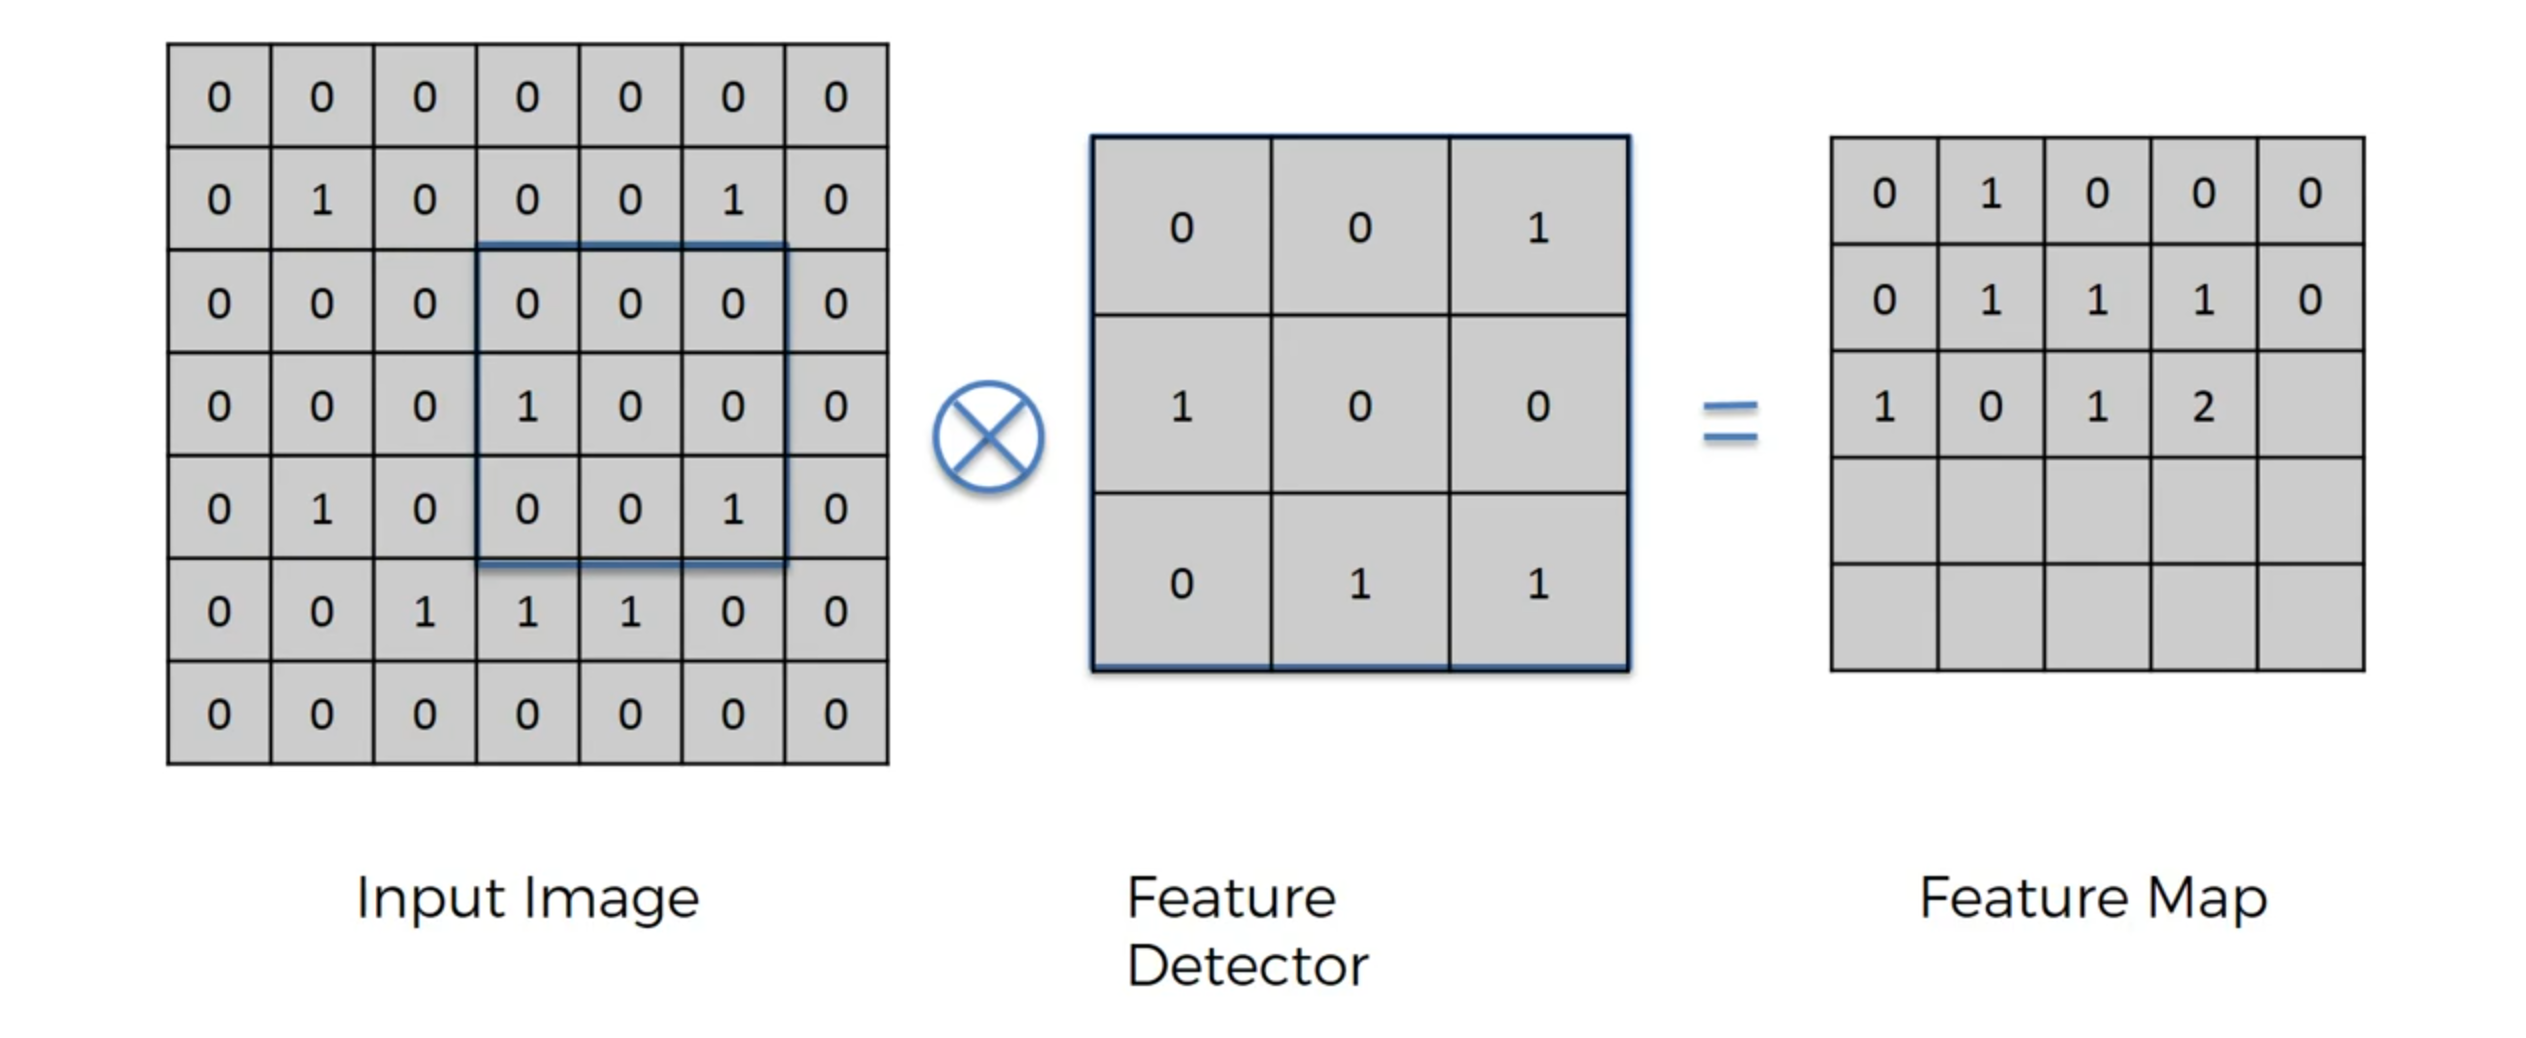 0 0 0 0 0 0 0
0 1 0 0 0 1 0
0 0 0 0 0 0 0
0 0 0 1 0 0 0
0 1 0 0 0 1 0
0 0 1 1 1 0 0
0 0 0 0 0 0 0
Input Image
0 0 1
1 0 0
0 1 1
Feature
Detector
=
0 1 0 0 0
0 1 1 1 0
1 0 1 2
Feature Map